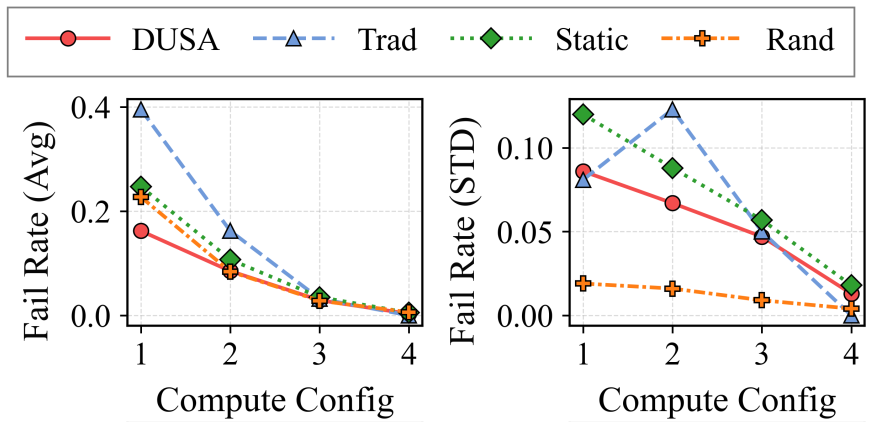 DUSA Trad Static Rand
Fail Rate (Avg)
0.4
0.2
0.0
1 2 3 4
Compute Config
Fail Rate (STD)
0.10
0.05
0.00
1 2 3 4
Compute Config